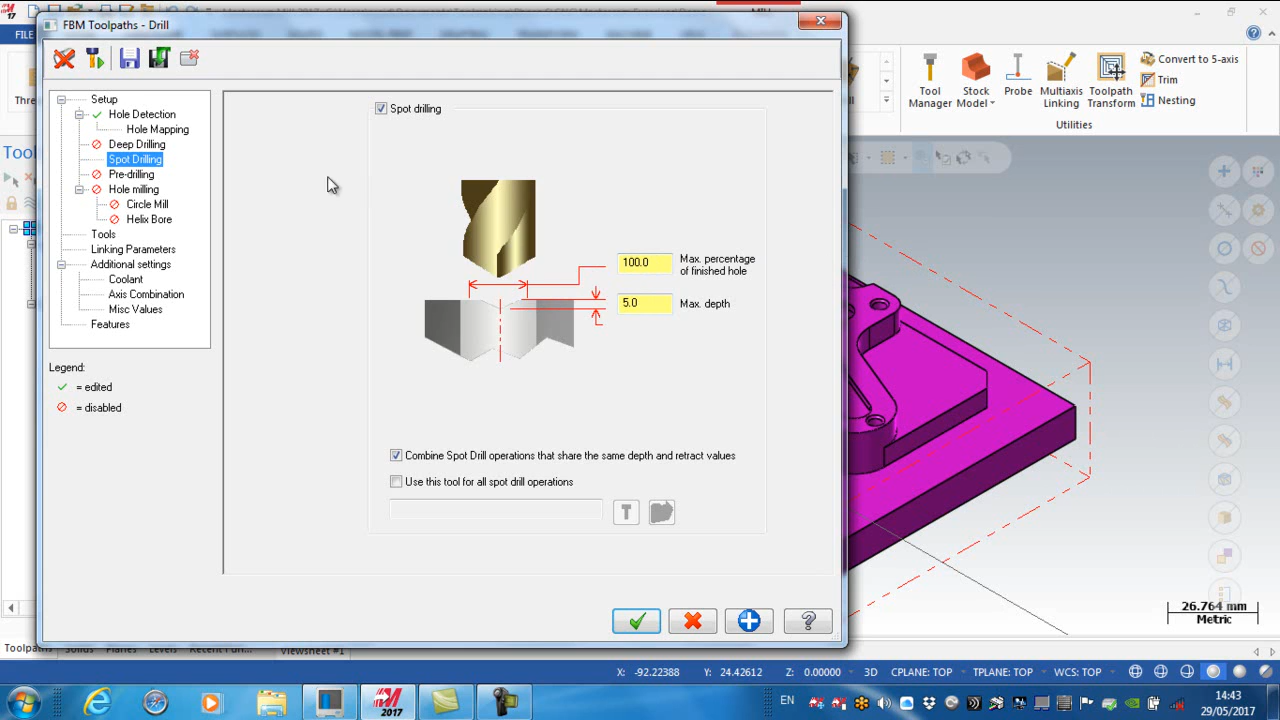 17
2017
FBM Toolpaths - Drill
FILE
Setup
Hole Detection
Hole Mapping
Deep Drilling
Spot Drilling
Pre-drilling
Hole milling
Circle Mill
Helix Bore
Tools
Linking Parameters
Additional settings
Coolant
Axis Combination
Misc Values
Features
Legend:
= edited
= disabled
Spot drilling
100.0
Max. percentage
of finished hole
5.0
Max. depth
Combine Spot Drill operations that share the same depth and retract values
Use this tool for all spot drill operations
T
Tool
Manager
Stock
Model
Probe
Multiaxis
Linking
Toolpath
Transform
Convert to 5-axis
Trim
Nesting
Utilities
26.764 mm
Metric
Toolpaths
Solids
Planes
Levels
Viewsheet #1
X: -92.22388
Y: 24.42612
Z: 0.00000
3D
CPLANE: TOP
TPLANE: TOP
WCS: TOP
EN
14:43
29/05/2017